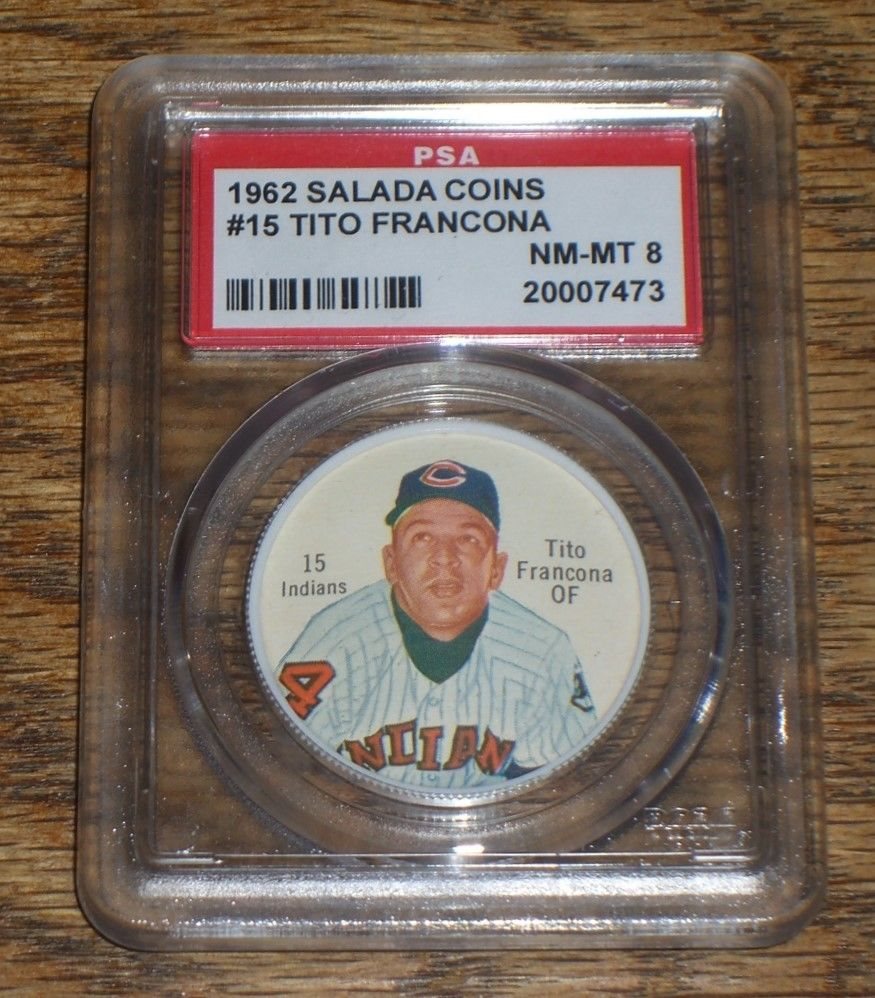 PSA
1962 SALADA COINS
#15 TITO FRANCONA
NM-MT 8
20007473
C
15
Indians
Tito
Francona
OF
4
INDIAN